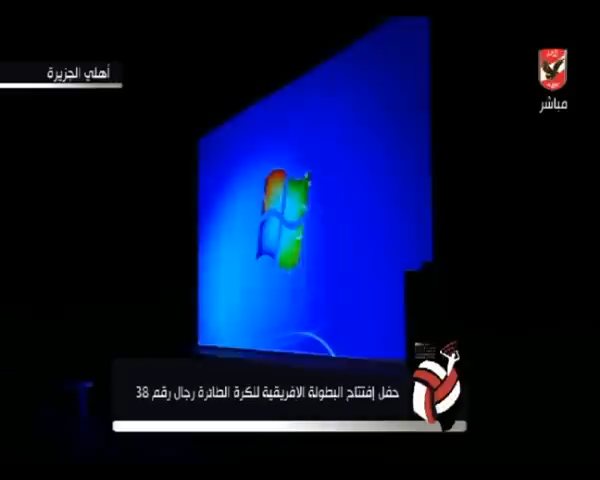 أهلي الجزيرة
مباشر
حفل إفتتاح البطولة الافريقية للكرة الطائرة رجال رقم 38